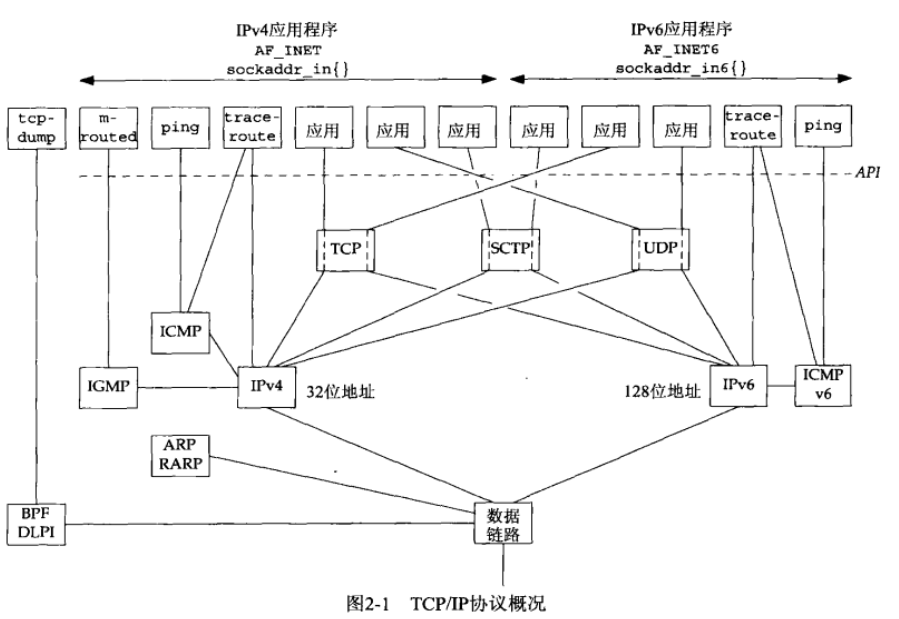 IPv4应用程序
AF_INET
sockaddr_in{}
IPv6应用程序
AF_INET6
sockaddr_in6{}
tcp-
dump
m-
routed
ping
trace-
route
应用
应用
应用
应用
应用
应用
trace-
route
ping
API
TCP
SCTP
UDP
ICMP
IGMP
IPv4
32位地址
128位地址
IPv6
ICMP
v6
ARP
RARP
BPF
DLPI
数据
链路
图2-1 TCP/IP协议概况